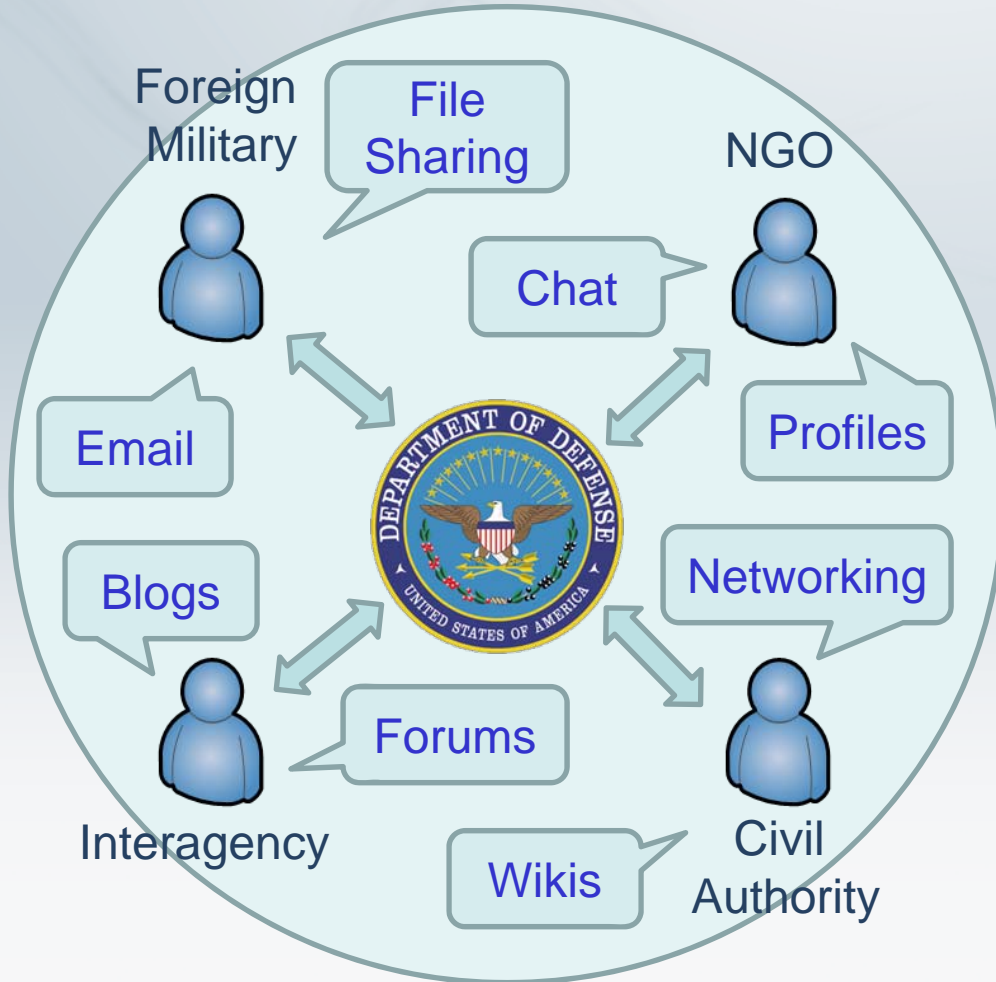 Foreign
Military
File
Sharing
NGO
Chat
Email
Profiles
DEPARTMENT OF DEFENSE
UNITED STATES OF AMERICA
Blogs
Networking
Forums
Interagency
Wikis
Civil
Authority